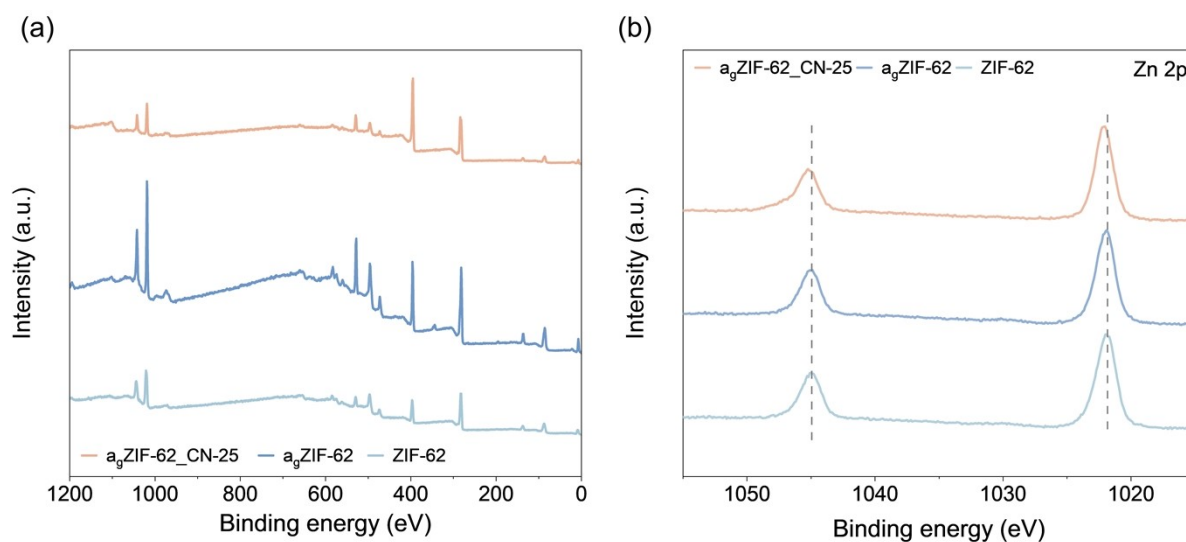 (a)
Intensity (a.u.)
agZIF-62_CN-25 agZIF-62 ZIF-62
1200 1000 800 600 400 200 0
Binding energy (eV)
(b)
agZIF-62_CN-25 agZIF-62 ZIF-62 Zn 2p
Intensity (a.u.)
1050 1040 1030 1020
Binding energy (eV)